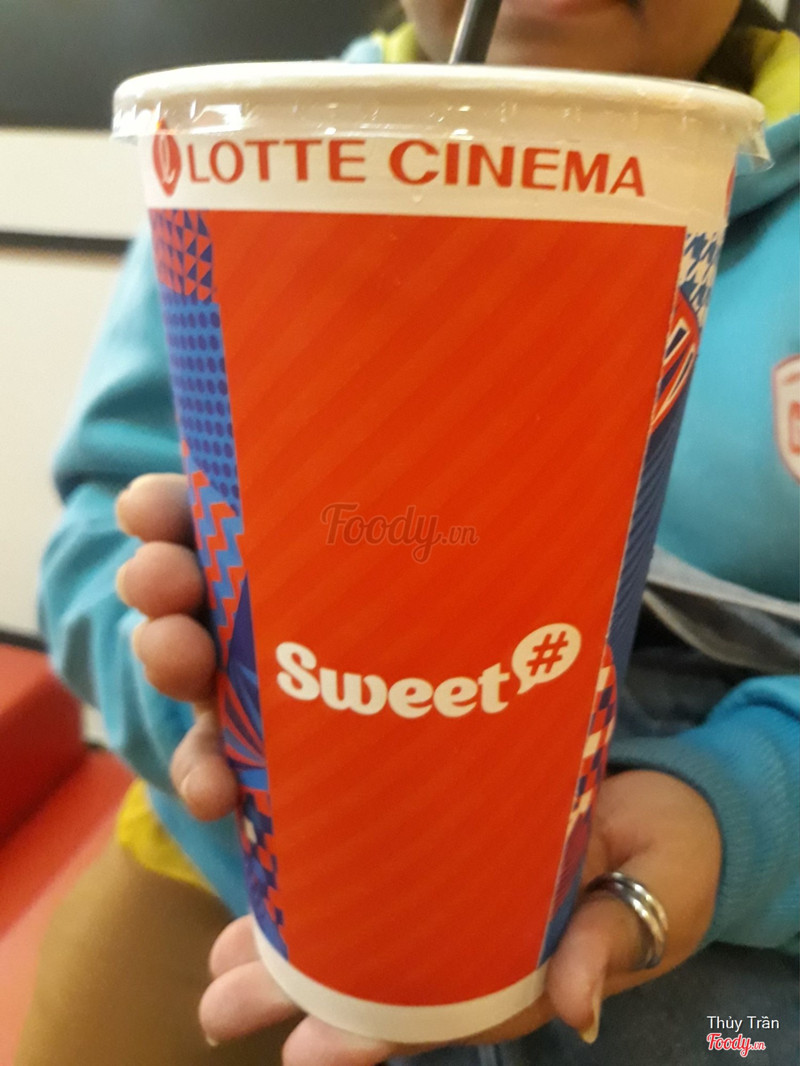 LOTTE CINEMA
Foody.vn
Sweet #
Thủy Trần
Foody.vn